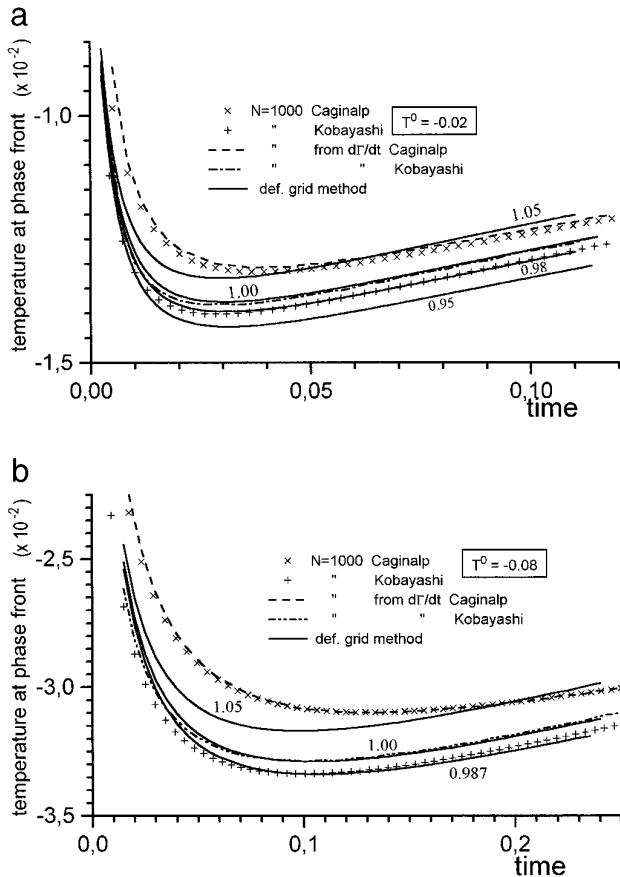 a
temperature at phase front (x 10⁻²)
-1,0
-1,5
× N=1000 Caginalp
T⁰ = -0.02
+ " Kobayashi
" from dΓ/dt Caginalp
" " Kobayashi
def. grid method
1.05
1.00
0.98
0.95
0,00
0,05
0,10
time
b
temperature at phase front (x 10⁻²)
-2,5
-3,0
-3,5
× N=1000 Caginalp
T⁰ = -0.08
+ " Kobayashi
" from dΓ/dt Caginalp
" " Kobayashi
def. grid method
1.05
1.00
0.987
0,0
0,1
0,2
time